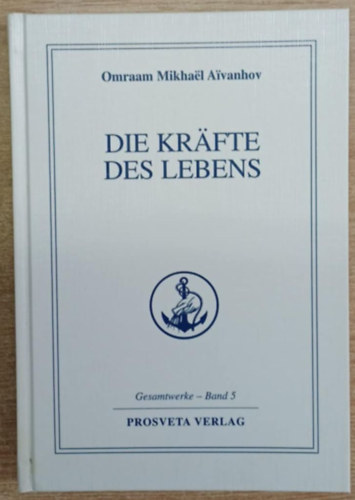 Omraam Mikhaël Aïvanhov
DIE KRÄFTE
DES LEBENS
Gesamtwerke – Band 5
PROSVETA VERLAG